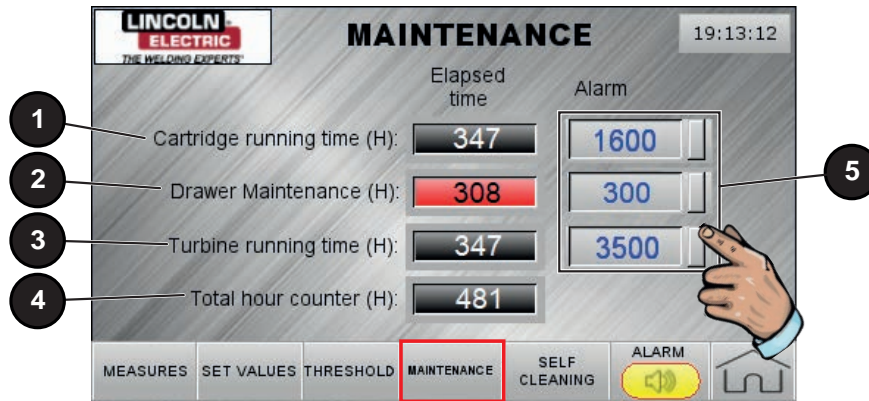 LINCOLN
ELECTRIC
THE WELDING EXPERTS®
MAINTENANCE
19:13:12
Elapsed
time
Alarm
1
Cartridge running time (H):
347
1600
2
Drawer Maintenance (H):
308
300
5
3
Turbine running time (H):
347
3500
4
Total hour counter (H):
481
MEASURES
SET VALUES
THRESHOLD
MAINTENANCE
SELF
CLEANING
ALARM